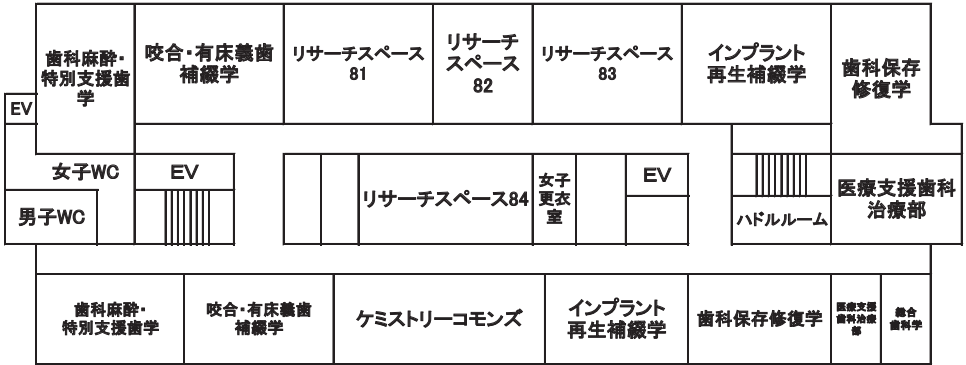 歯科麻酔・
特別支援歯
学
咬合・有床義歯
補綴学
リサーチスペース
81
リサーチ
スペース
82
リサーチスペース
83
インプラント
再生補綴学
歯科保存
修復学
EV
女子WC
EV
男子WC
リサーチスペース84
女子
更衣
室
EV
ハドルルーム
医療支援歯科
治療部
歯科麻酔・
特別支援歯学
咬合・有床義歯
補綴学
ケミストリーコモンズ
インプラント
再生補綴学
歯科保存修復学
医療支援
歯科治療
部
総合
歯科学